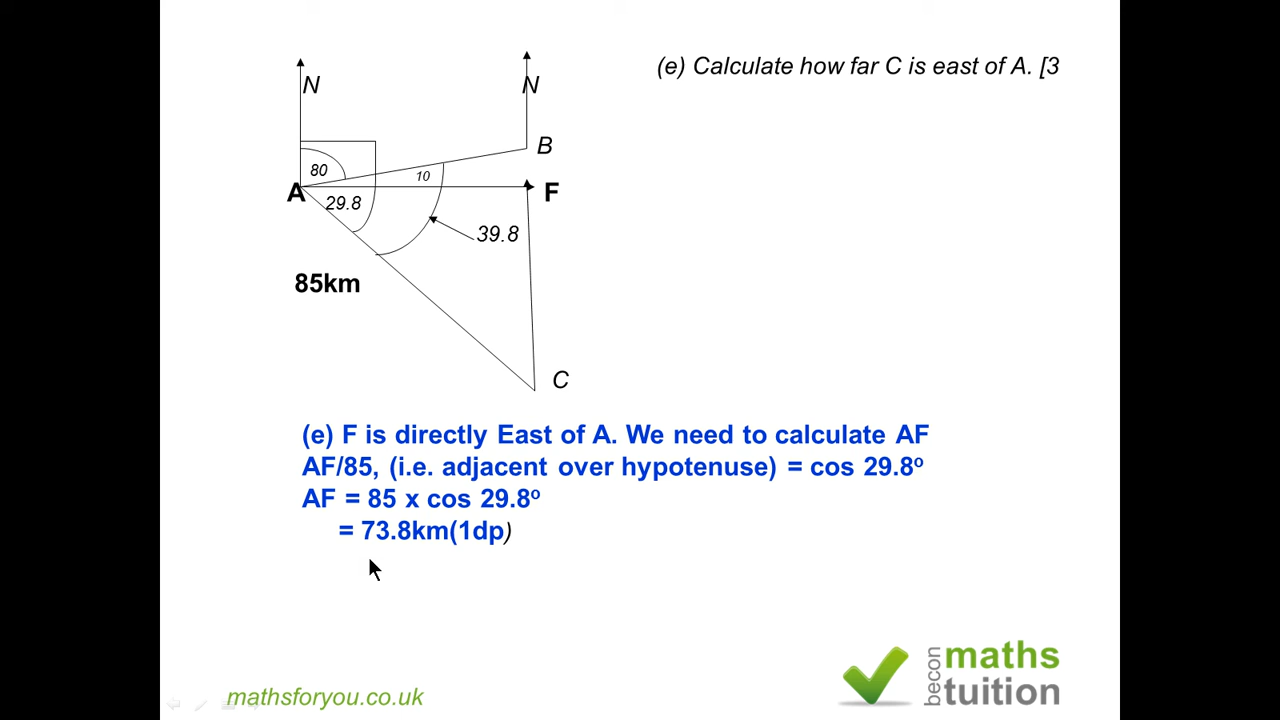 (e) Calculate how far C is east of A. [3
N
N
B
80
10
A
F
29.8
39.8
85km
C
(e) F is directly East of A. We need to calculate AF
AF/85, (i.e. adjacent over hypotenuse) = cos 29.8º
AF = 85 x cos 29.8º
= 73.8km(1dp)
mathsforyou.co.uk
becon
maths
tuition